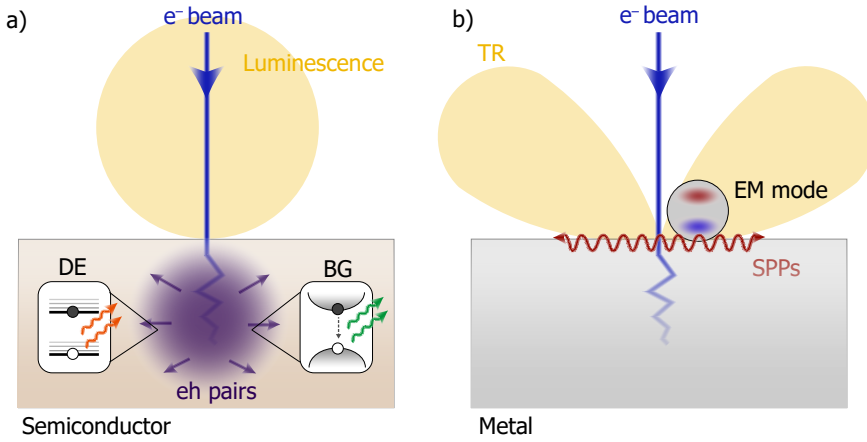 a)
e⁻ beam
Luminescence
DE
BG
eh pairs
Semiconductor
b)
e⁻ beam
TR
EM mode
SPPs
Metal